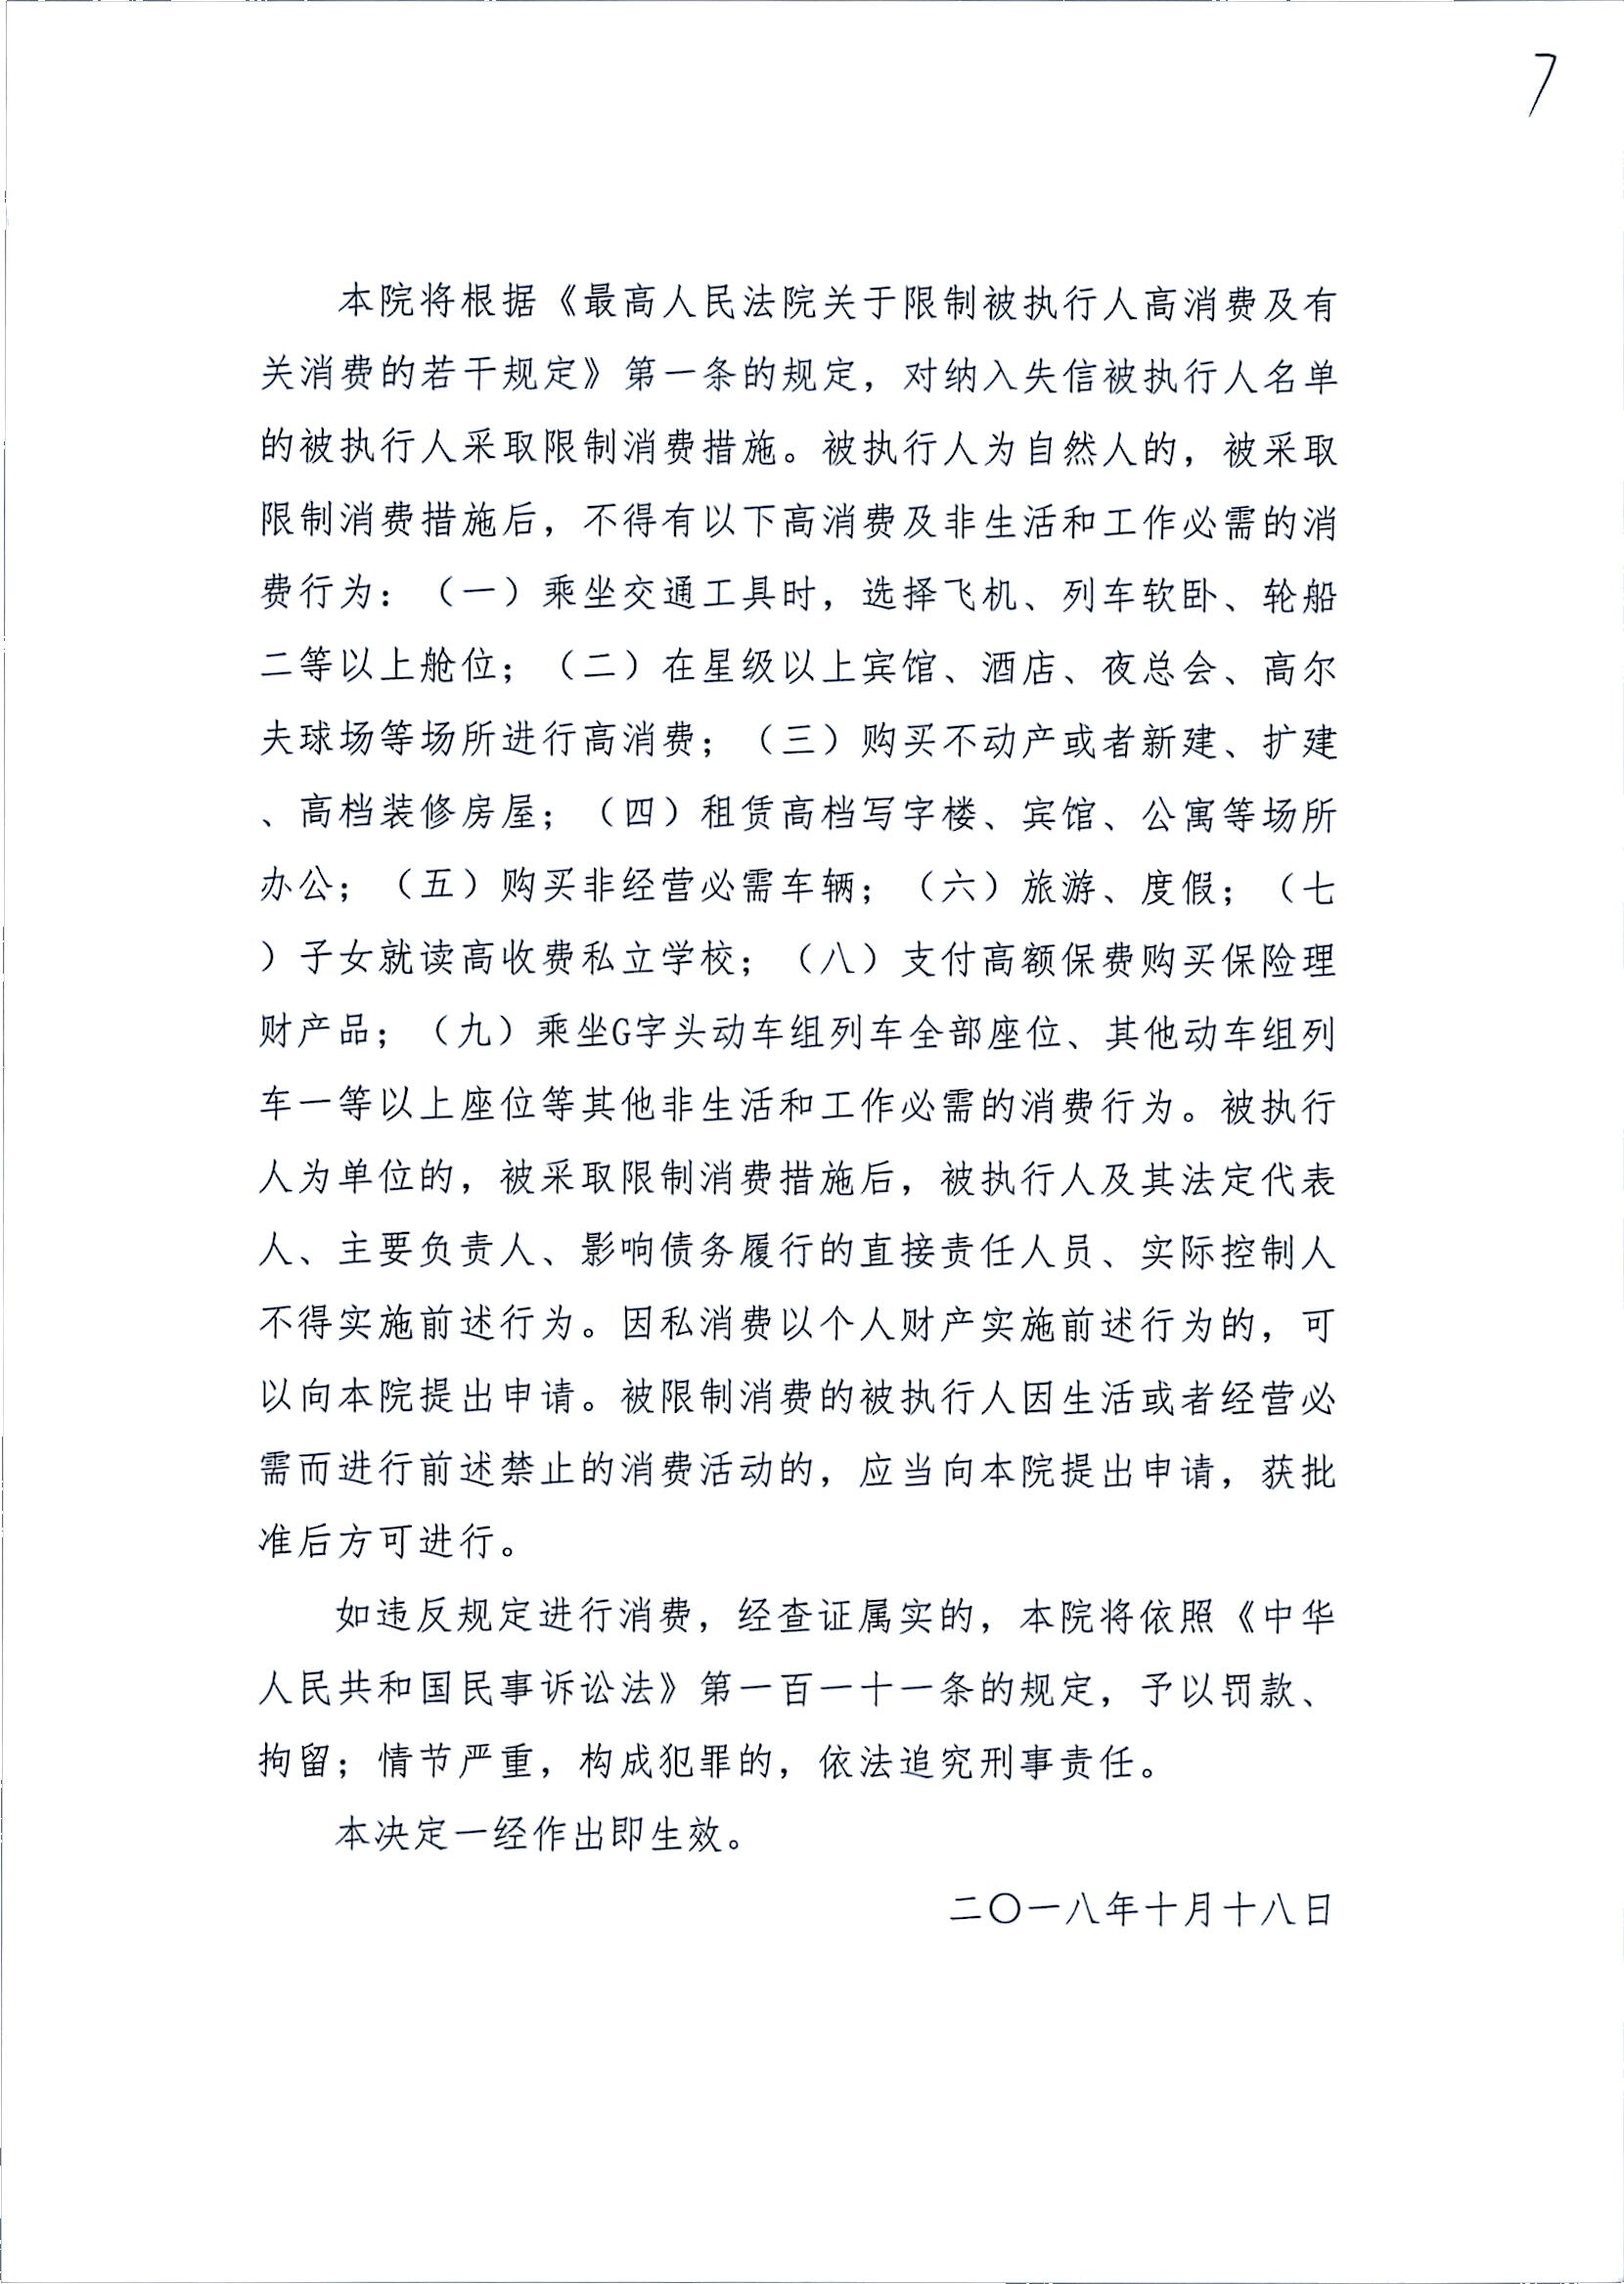 7
本院将根据《最高人民法院关于限制被执行人高消费及有
关消费的若干规定》第一条的规定，对纳入失信被执行人名单
的被执行人采取限制消费措施。被执行人为自然人的，被采取
限制消费措施后，不得有以下高消费及非生活和工作必需的消
费行为：（一）乘坐交通工具时，选择飞机、列车软卧、轮船
二等以上舱位；（二）在星级以上宾馆、酒店、夜总会、高尔
夫球场等场所进行高消费；（三）购买不动产或者新建、扩建
、高档装修房屋；（四）租赁高档写字楼、宾馆、公寓等场所
办公；（五）购买非经营必需车辆；（六）旅游、度假；（七
）子女就读高收费私立学校；（八）支付高额保费购买保险理
财产品；（九）乘坐G字头动车组列车全部座位、其他动车组列
车一等以上座位等其他非生活和工作必需的消费行为。被执行
人为单位的，被采取限制消费措施后，被执行人及其法定代表
人、主要负责人、影响债务履行的直接责任人员、实际控制人
不得实施前述行为。因私消费以个人财产实施前述行为的，可
以向本院提出申请。被限制消费的被执行人因生活或者经营必
需而进行前述禁止的消费活动的，应当向本院提出申请，获批
准后方可进行。
如违反规定进行消费，经查证属实的，本院将依照《中华
人民共和国民事诉讼法》第一百一十一条的规定，予以罚款、
拘留；情节严重，构成犯罪的，依法追究刑事责任。
本决定一经作出即生效。
二〇一八年十月十八日